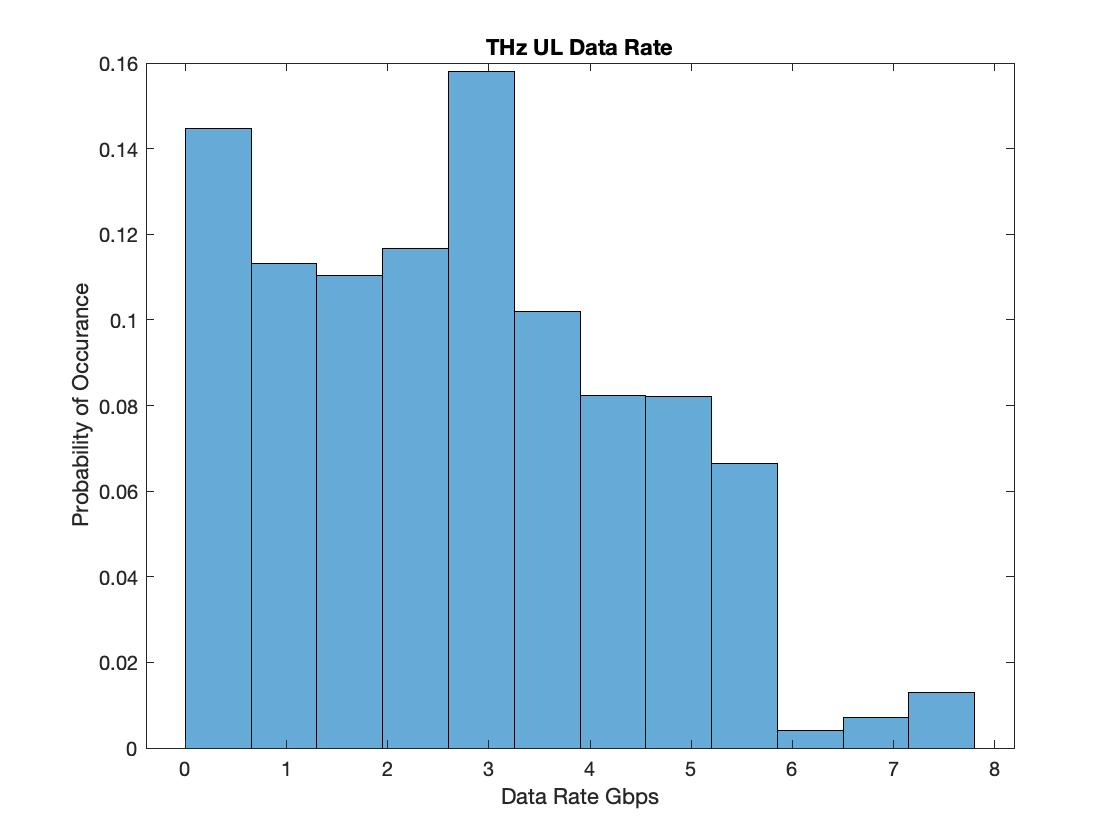 THz UL Data Rate
0.16
0.14
0.12
0.1
0.08
0.06
0.04
0.02
0
Probability of Occurance
0 1 2 3 4 5 6 7 8
Data Rate Gbps